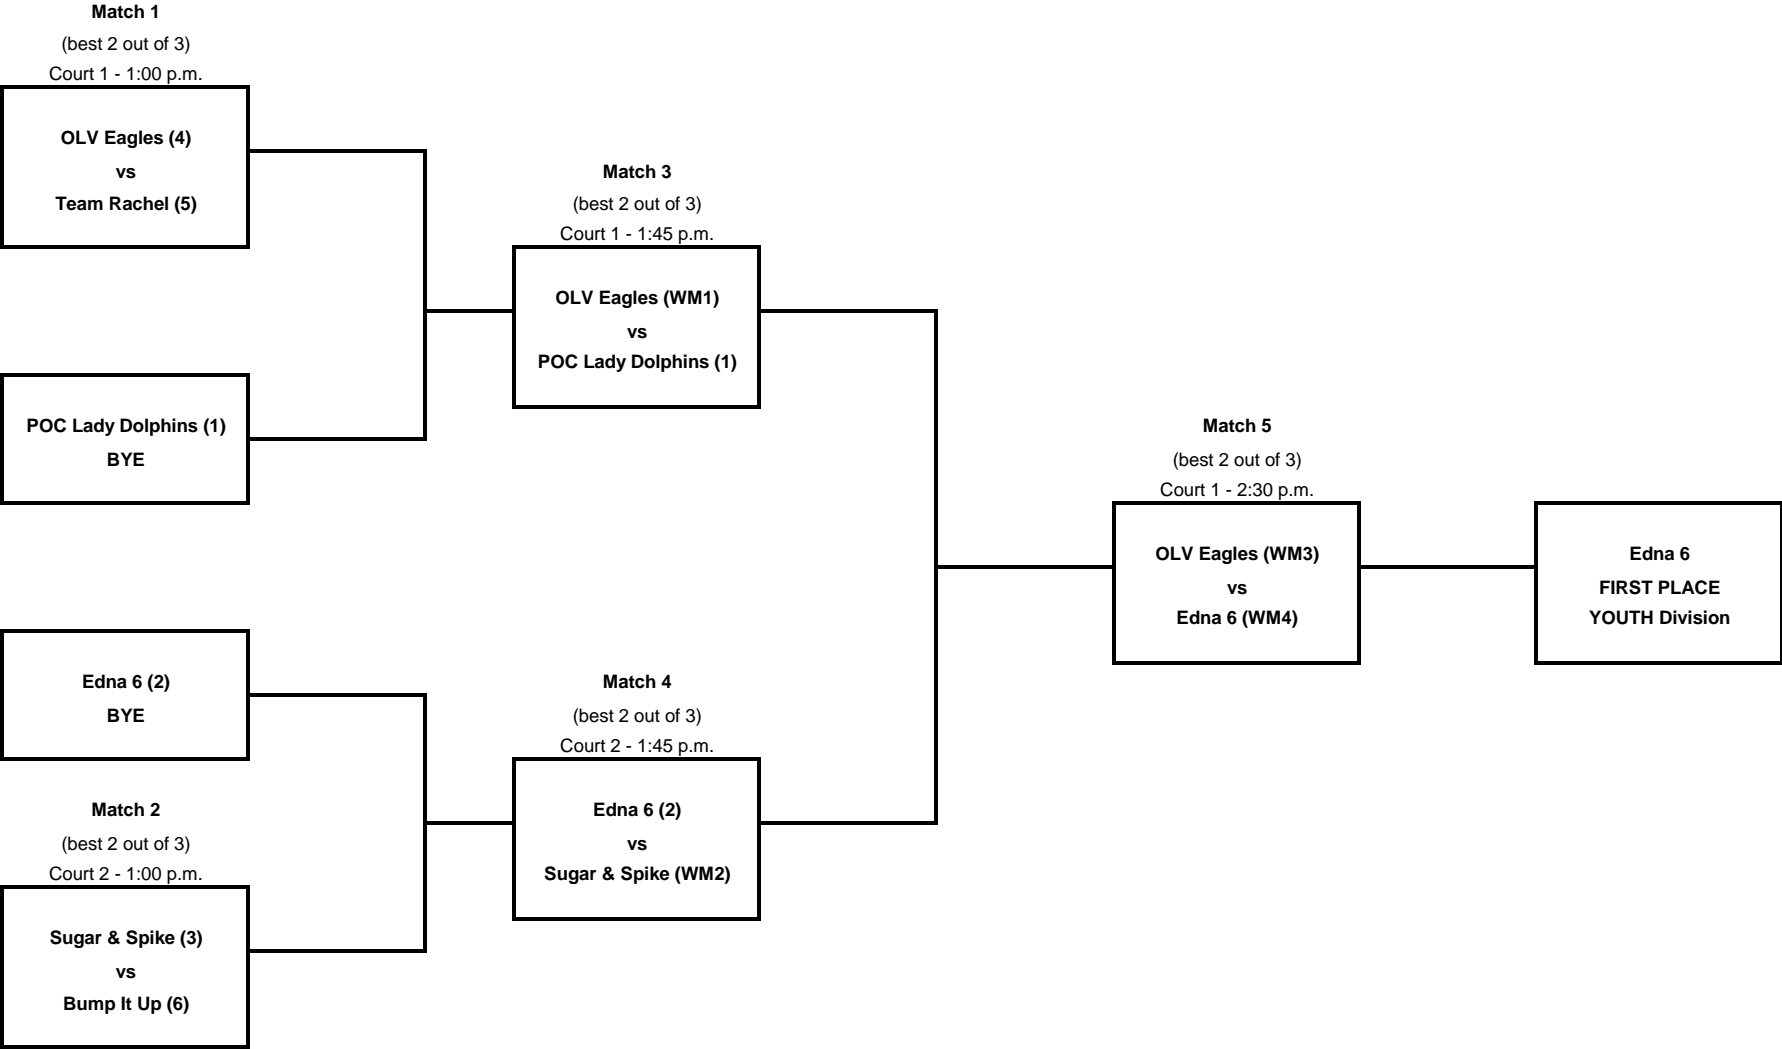 Match 1
(best 2 out of 3)
Court 1 - 1:00 p.m.
OLV Eagles (4)
vs
Team Rachel (5)
POC Lady Dolphins (1)
BYE
Edna 6 (2)
BYE
Match 2
(best 2 out of 3)
Court 2 - 1:00 p.m.
Sugar & Spike (3)
vs
Bump It Up (6)
Match 3
(best 2 out of 3)
Court 1 - 1:45 p.m.
OLV Eagles (WM1)
vs
POC Lady Dolphins (1)
Match 4
(best 2 out of 3)
Court 2 - 1:45 p.m.
Edna 6 (2)
vs
Sugar & Spike (WM2)
Match 5
(best 2 out of 3)
Court 1 - 2:30 p.m.
OLV Eagles (WM3)
vs
Edna 6 (WM4)
Edna 6
FIRST PLACE
YOUTH Division